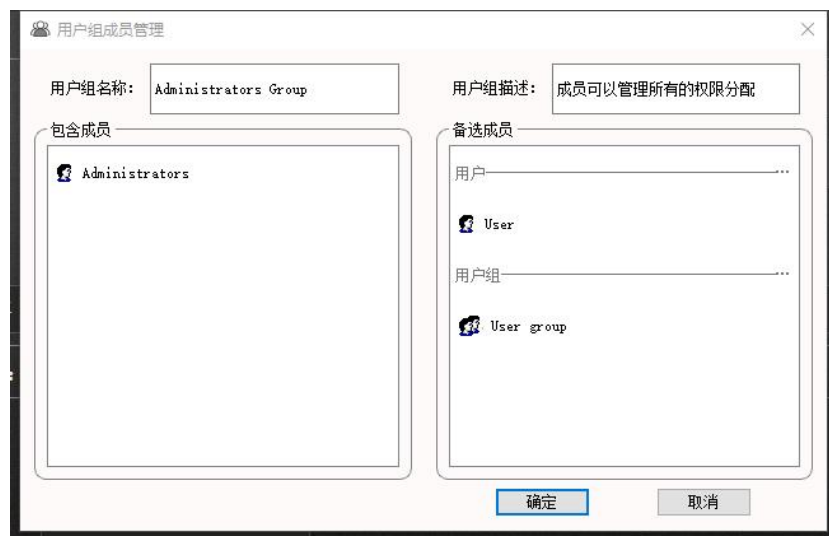 用户组成员管理
用户组名称： Administrators Group
用户组描述： 成员可以管理所有的权限分配
包含成员
Administrators
备选成员
用户
User
用户组
User group
确定
取消